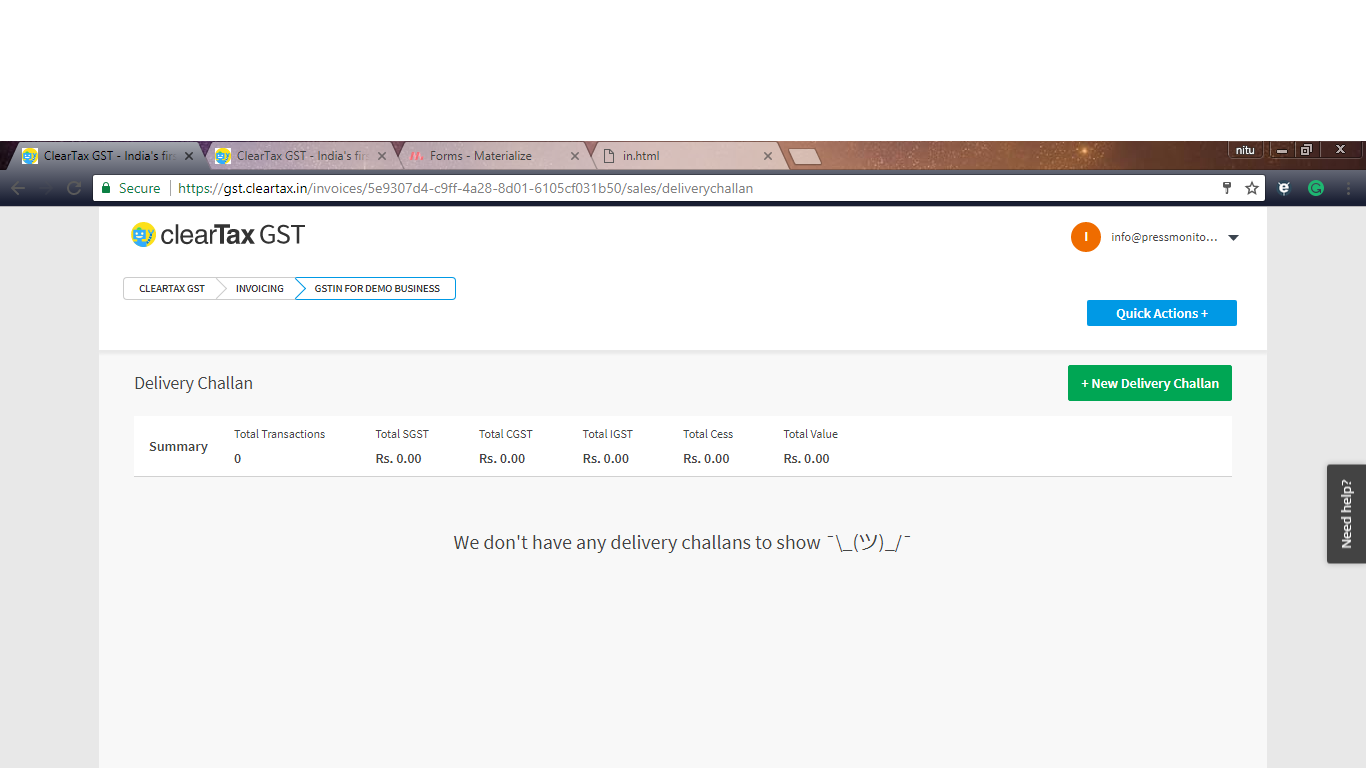 ClearTax GST - India's fir
ClearTax GST - India's fir
Forms - Materialize
in.html
nitu
Secure https://gst.cleartax.in/invoices/5e9307d4-c9ff-4a28-8d01-6105cf031b50/sales/deliverychallan
clearTax GST
I info@pressmonito...
CLEARTAX GST INVOICING GSTIN FOR DEMO BUSINESS
Quick Actions +
Delivery Challan
+ New Delivery Challan
Summary
Total Transactions Total SGST Total CGST Total IGST Total Cess Total Value
0 Rs. 0.00 Rs. 0.00 Rs. 0.00 Rs. 0.00 Rs. 0.00
Need help?
We don't have any delivery challans to show ¯\_(ツ)_/¯